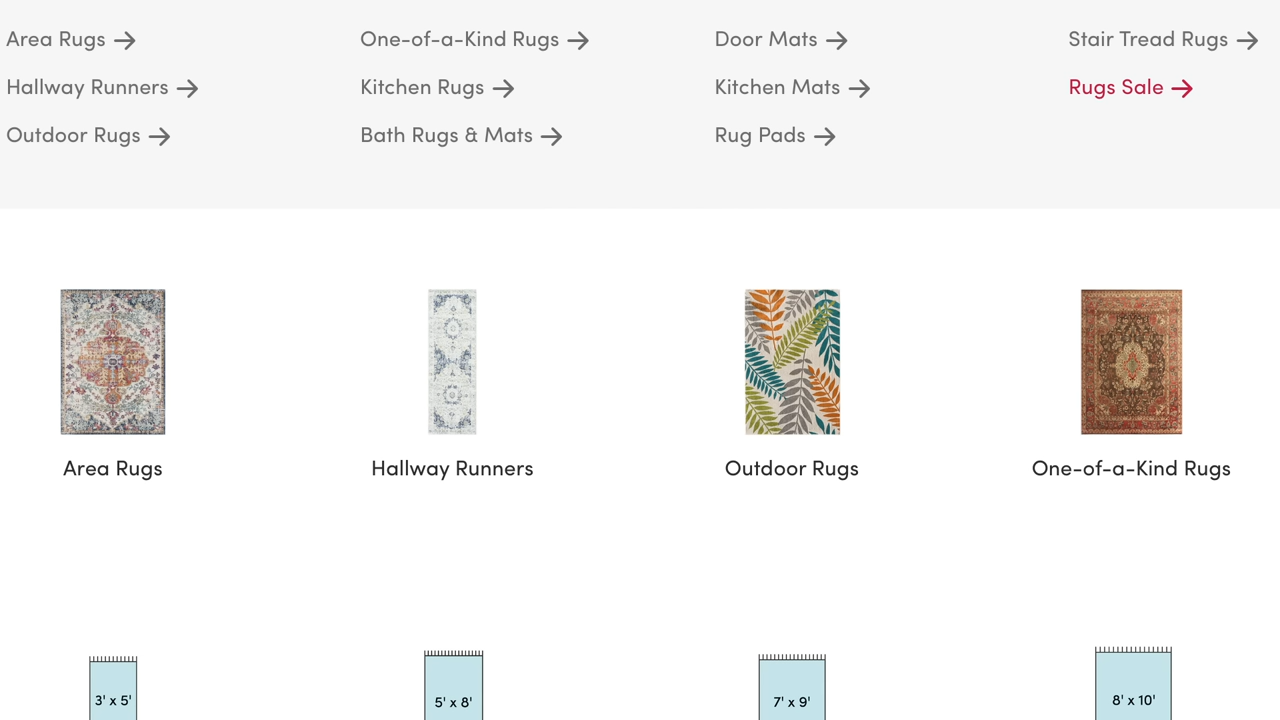 Area Rugs
One-of-a-Kind Rugs
Door Mats
Stair Tread Rugs
Hallway Runners
Kitchen Rugs
Kitchen Mats
Rugs Sale
Outdoor Rugs
Bath Rugs & Mats
Rug Pads
Area Rugs
Hallway Runners
Outdoor Rugs
One-of-a-Kind Rugs
3' x 5'
5' x 8'
7' x 9'
8' x 10'